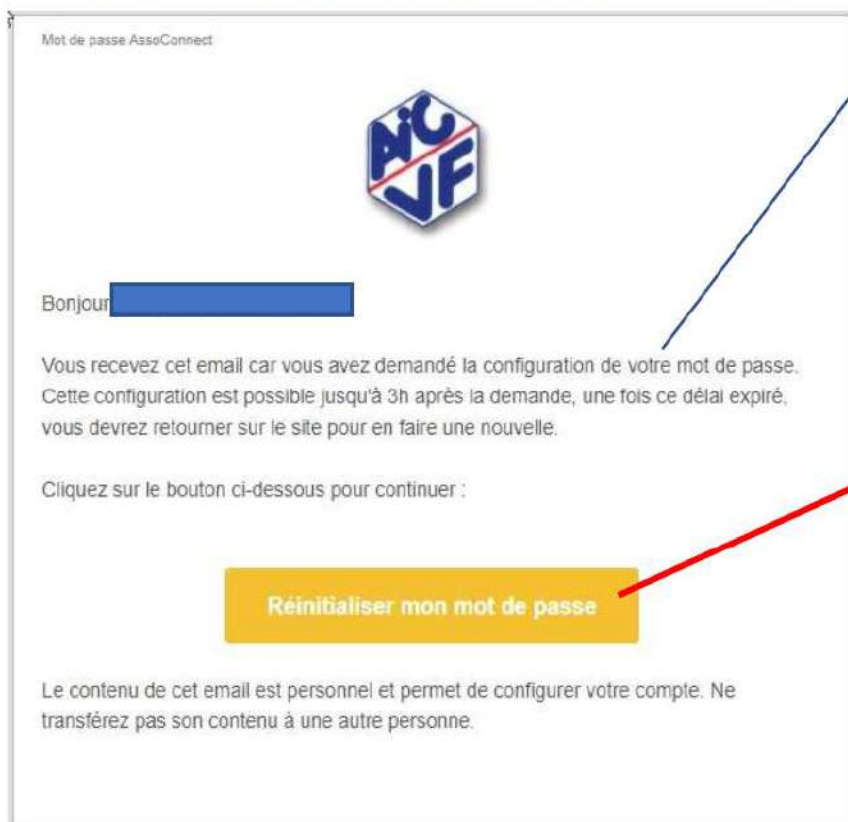 Mot de passe AssoConnect
AiC
VF
Bonjour
Vous recevez cet email car vous avez demandé la configuration de votre mot de passe.
Cette configuration est possible jusqu'à 3h après la demande, une fois ce délai expiré,
vous devrez retourner sur le site pour en faire une nouvelle.
Cliquez sur le bouton ci-dessous pour continuer :
Réinitialiser mon mot de passe
Le contenu de cet email est personnel et permet de configurer votre compte. Ne
transférez pas son contenu à une autre personne.